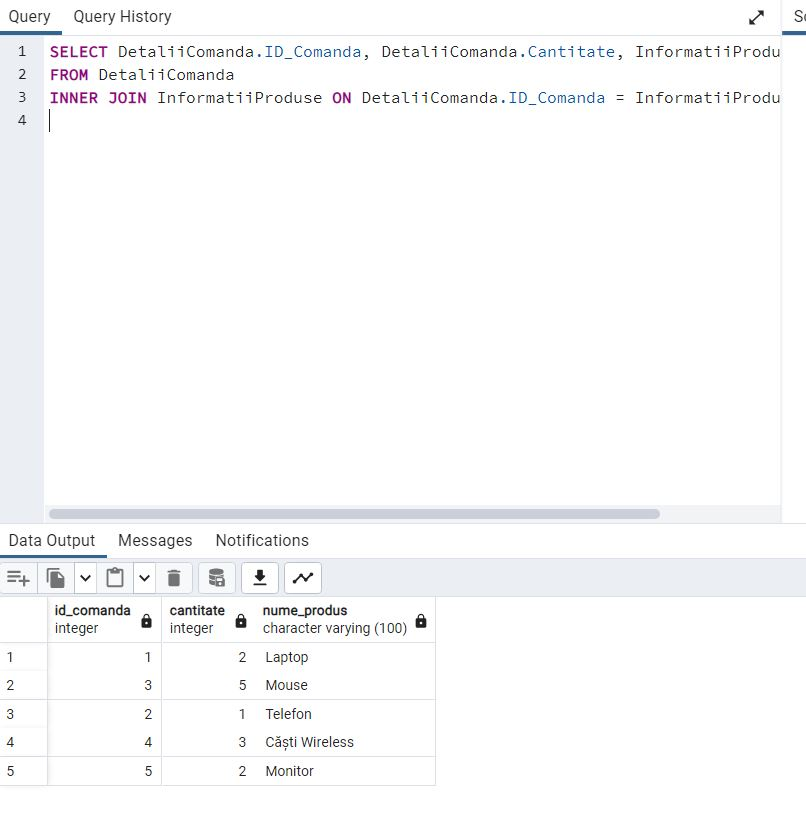 Query Query History
1 SELECT DetaliiComanda.ID_Comanda, DetaliiComanda.Cantitate, InformatiiProdu
2 FROM DetaliiComanda
3 INNER JOIN InformatiiProduse ON DetaliiComanda.ID_Comanda = InformatiiProdu
4
Data Output Messages Notifications
id_comanda cantitate nume_produs
integer integer character varying (100)
1 1 2 Laptop
2 3 5 Mouse
3 2 1 Telefon
4 4 3 Căști Wireless
5 5 2 Monitor